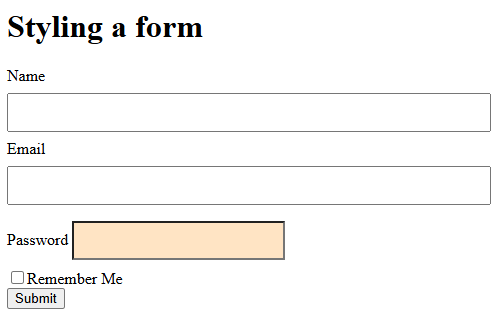 Styling a form
Name
Email
Password
Remember Me
Submit